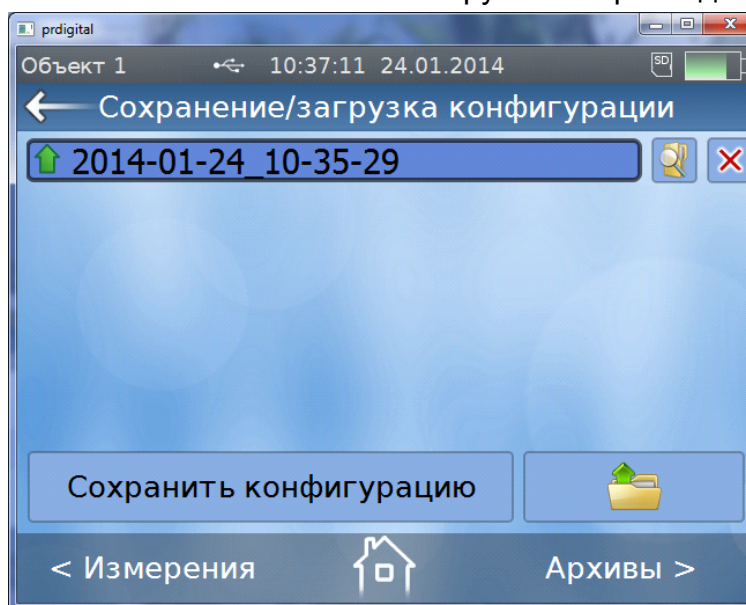 prdigital
Объект 1 10:37:11 24.01.2014 SD
Сохранение/загрузка конфигурации
2014-01-24_10-35-29
Сохранить конфигурацию
< Измерения Архивы >